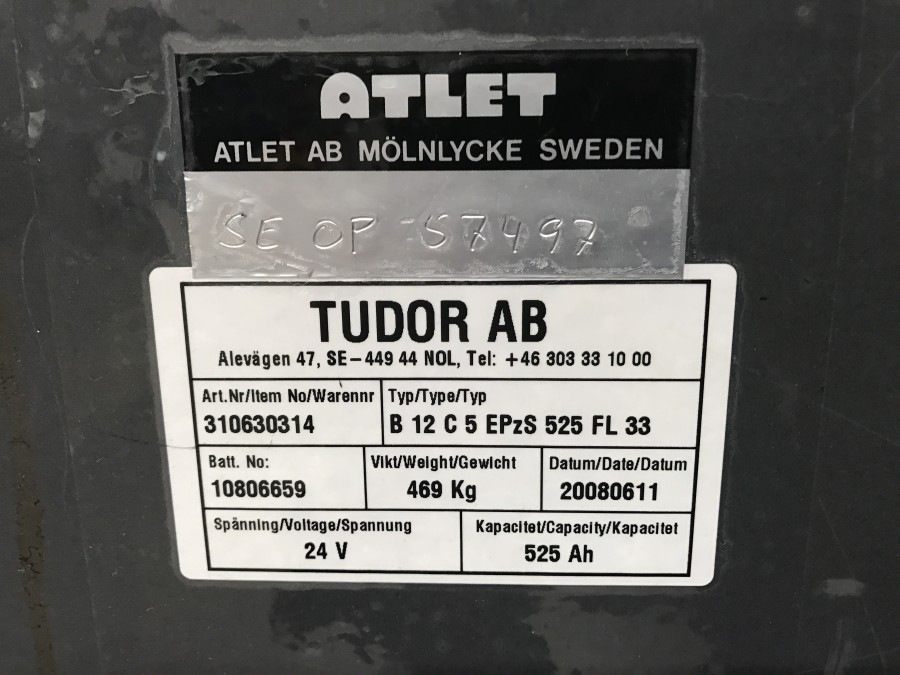 ATLET
ATLET AB MÖLNLYCKE SWEDEN
SE OP 57497
TUDOR AB
Alevägen 47, SE-449 44 NOL, Tel: +46 303 33 10 00
Art.Nr/Item No/Warennr
310630314
Typ/Type/Typ
B 12 C 5 EPzS 525 FL 33
Batt. No:
10806659
Vikt/Weight/Gewicht
469 Kg
Datum/Date/Datum
20080611
Spänning/Voltage/Spannung
24 V
Kapacitet/Capacity/Kapacitet
525 Ah